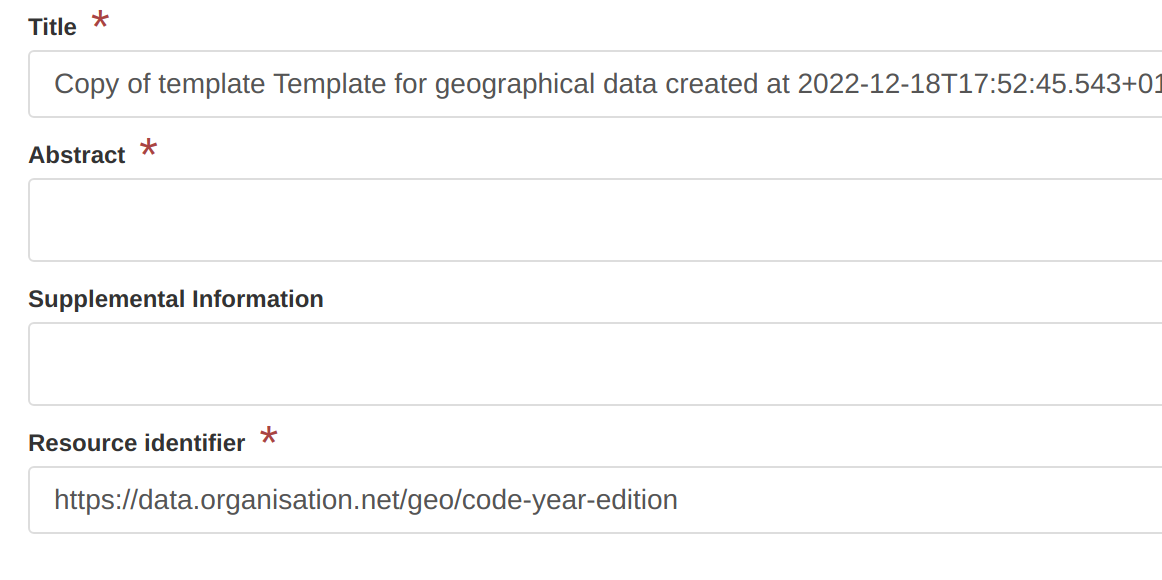 Title *
Copy of template Template for geographical data created at 2022-12-18T17:52:45.543+01
Abstract *
Supplemental Information
Resource identifier *
https://data.organisation.net/geo/code-year-edition